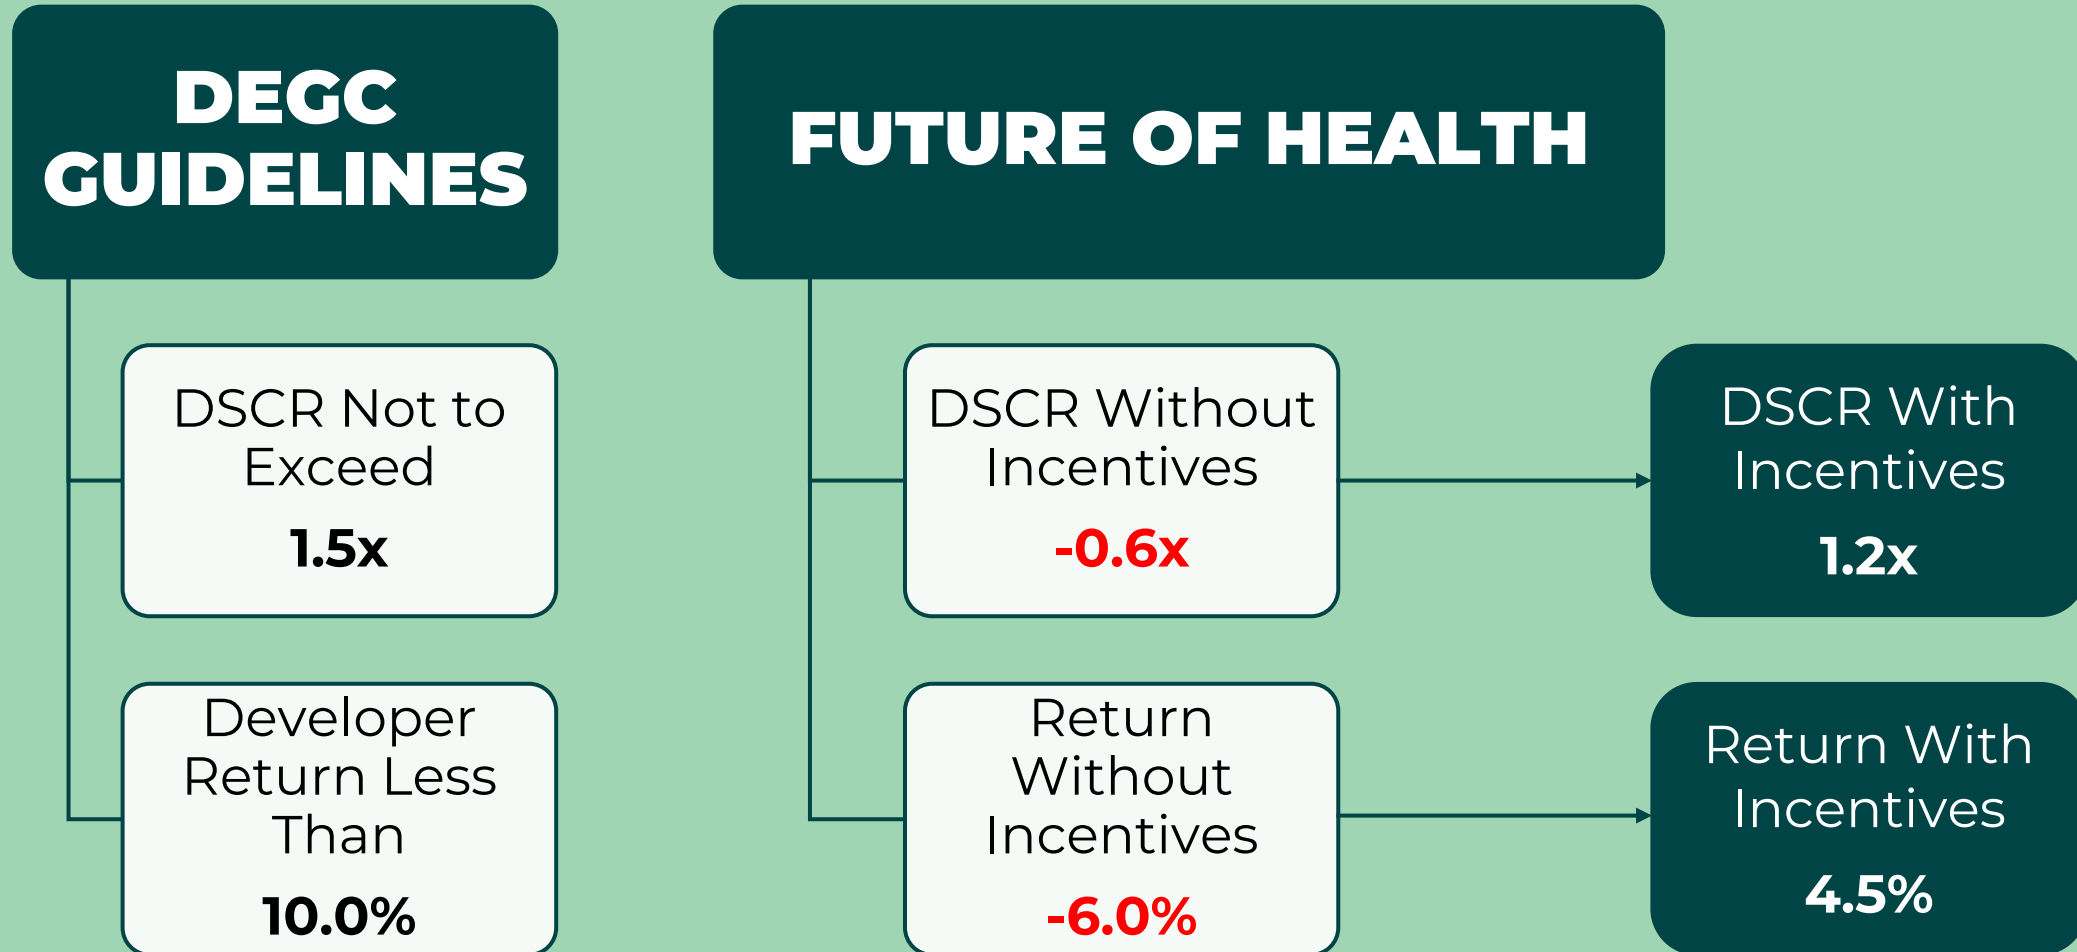 DEGC
GUIDELINES
DSCR Not to
Exceed
1.5x
Developer
Return Less
Than
10.0%
FUTURE OF HEALTH
DSCR Without
Incentives
-0.6x
DSCR With
Incentives
1.2x
Return
Without
Incentives
-6.0%
Return With
Incentives
4.5%